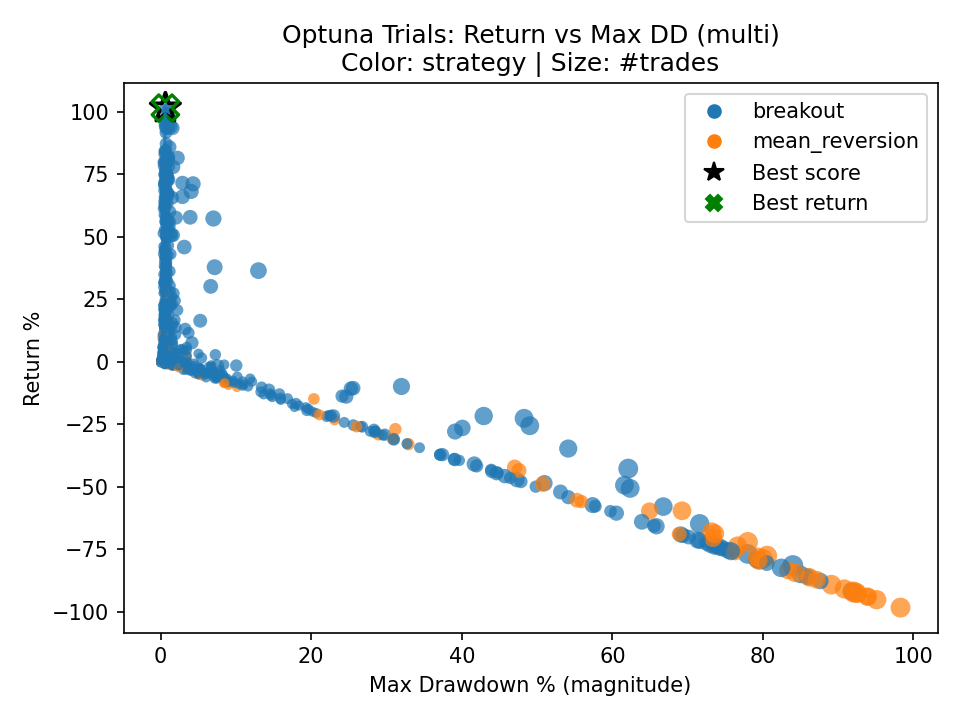 Optuna Trials: Return vs Max DD (multi)
Color: strategy | Size: #trades
breakout
mean_reversion
Best score
Best return
Return %
100
75
50
25
0
−25
−50
−75
−100
0
20
40
60
80
100
Max Drawdown % (magnitude)